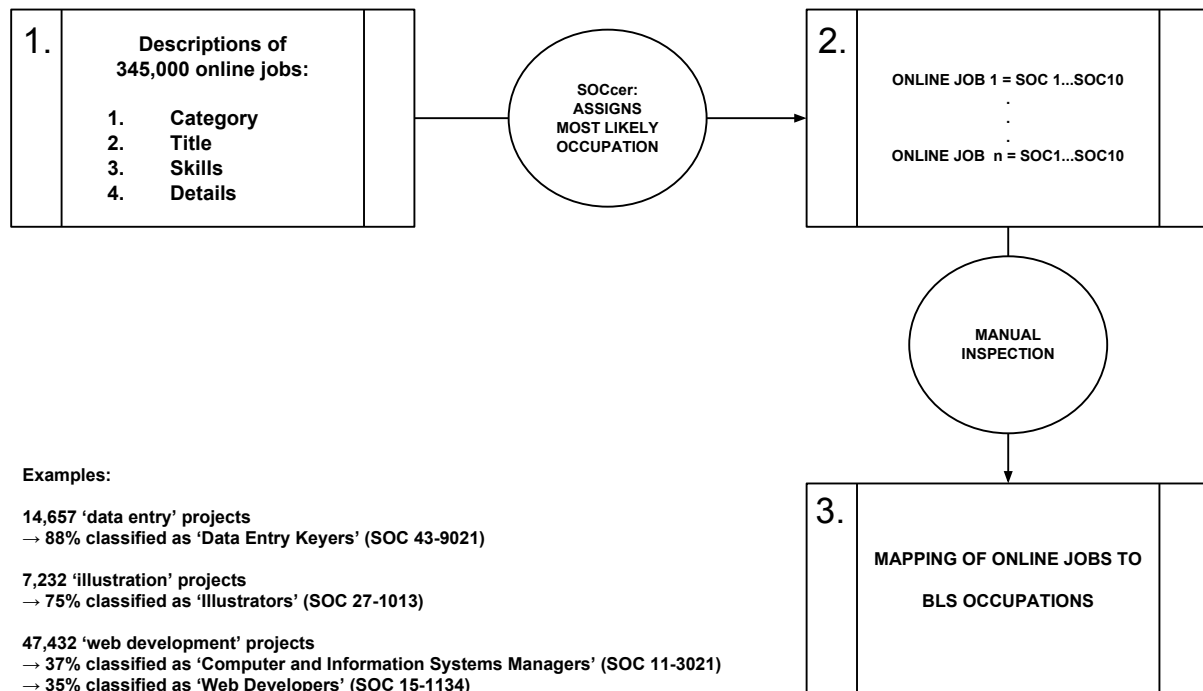 1.
Descriptions of
345,000 online jobs:
1. Category
2. Title
3. Skills
4. Details
SOCcer:
ASSIGNS
MOST LIKELY
OCCUPATION
2.
ONLINE JOB 1 = SOC 1...SOC10
.
.
.
ONLINE JOB n = SOC1...SOC10
MANUAL
INSPECTION
3.
MAPPING OF ONLINE JOBS TO
BLS OCCUPATIONS
Examples:
14,657 ‘data entry’ projects
→ 88% classified as ‘Data Entry Keyers’ (SOC 43-9021)
7,232 ‘illustration’ projects
→ 75% classified as ‘Illustrators’ (SOC 27-1013)
47,432 ‘web development’ projects
→ 37% classified as ‘Computer and Information Systems Managers’ (SOC 11-3021)
→ 35% classified as ‘Web Developers’ (SOC 15-1134)